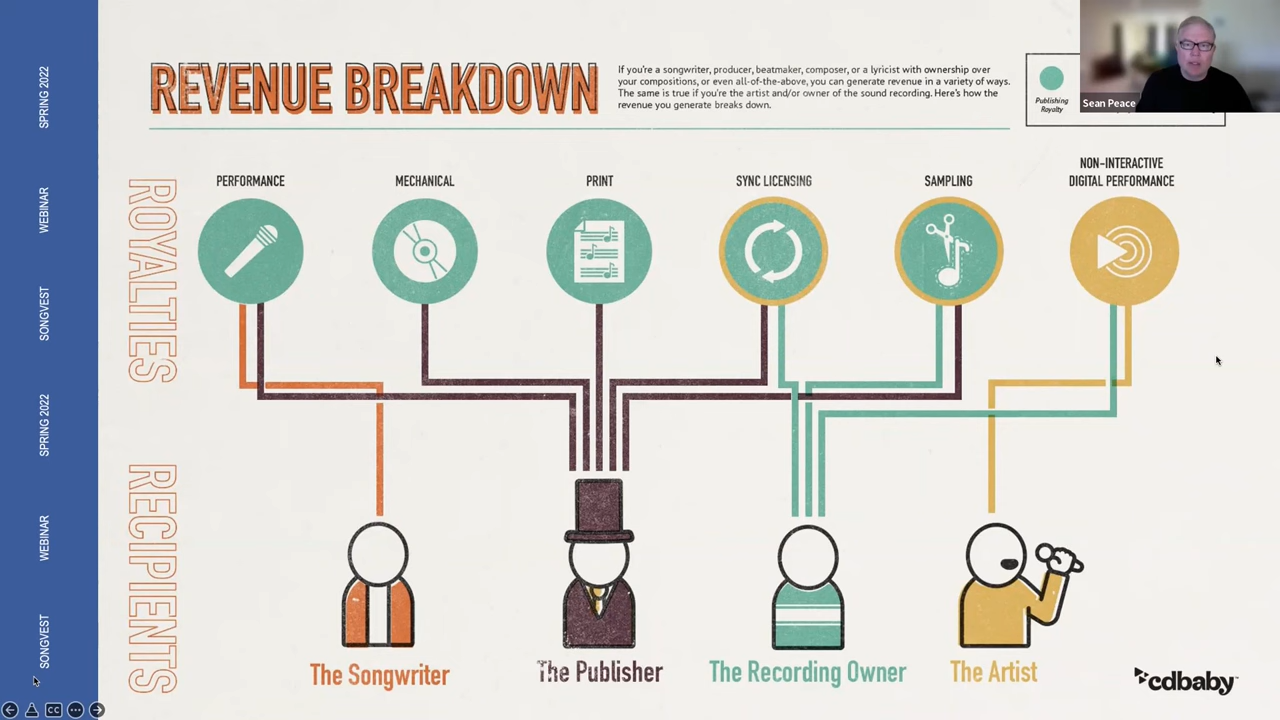 SPRING 2022
WEBINAR
SONGVEST
SPRING 2022
WEBINAR
SONGVEST
REVENUE BREAKDOWN
If you're a songwriter, producer, beatmaker, composer, or a lyricist with ownership over
your compositions, or even all-of-the-above, you can generate revenue in a variety of ways.
The same is true if you're the artist and/or owner of the sound recording. Here's how the
revenue you generate breaks down.
Publishing
Royalty
Sean Peace
ROYALTIES
PERFORMANCE
MECHANICAL
PRINT
SYNC LICENSING
SAMPLING
NON-INTERACTIVE
DIGITAL PERFORMANCE
RECIPIENTS
The Songwriter
The Publisher
The Recording Owner
The Artist
cdbaby
CC